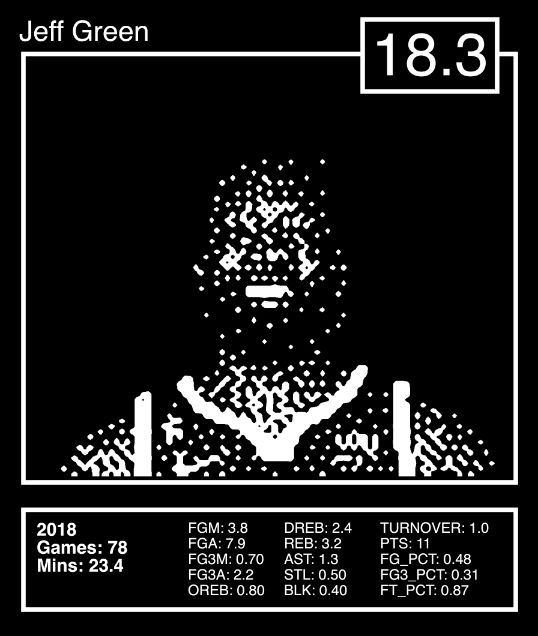 Jeff Green
18.3
2018
Games: 78
Mins: 23.4
FGM: 3.8
FGA: 7.9
FG3M: 0.70
FG3A: 2.2
OREB: 0.80
DREB: 2.4
REB: 3.2
AST: 1.3
STL: 0.50
BLK: 0.40
TURNOVER: 1.0
PTS: 11
FG_PCT: 0.48
FG3_PCT: 0.31
FT_PCT: 0.87